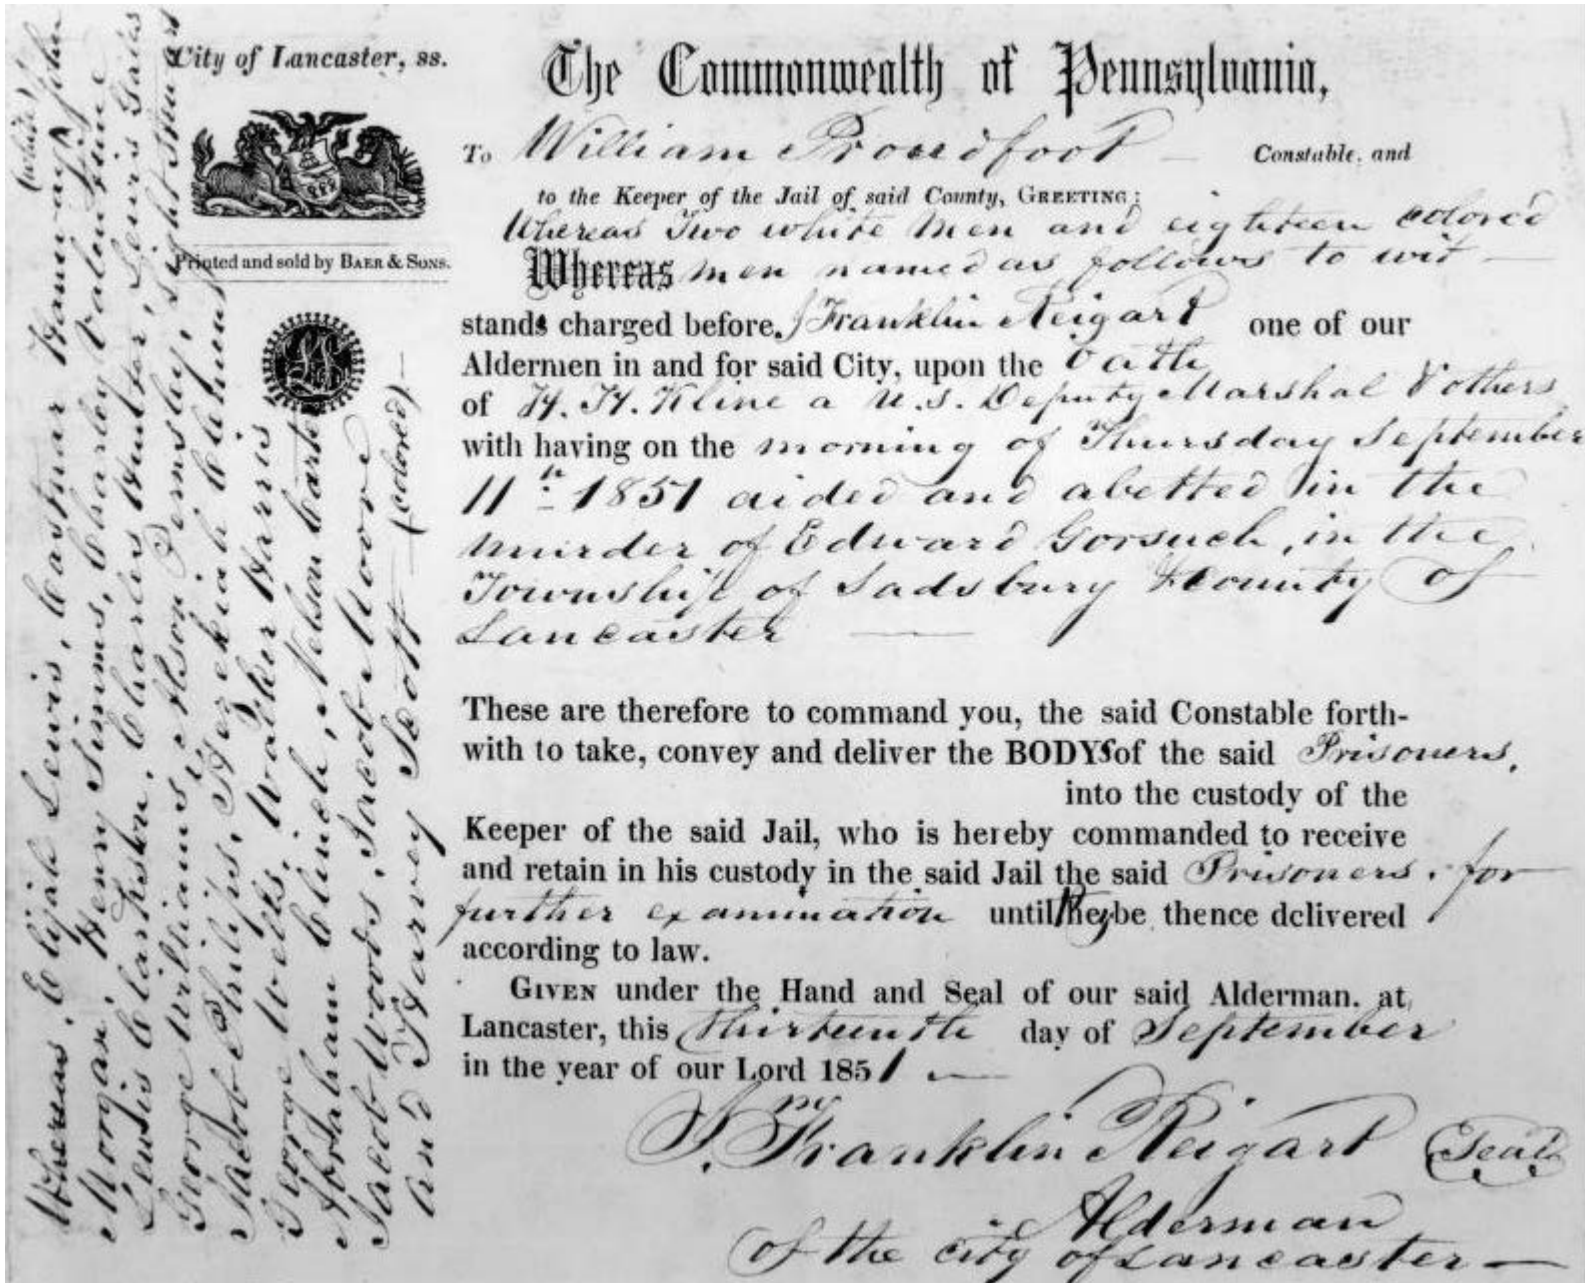 City of Lancaster, ss.
Printed and sold by BAER & SONS.
The Commonwealth of Pennsylvania,
To William Proudfoot Constable, and
to the Keeper of the Jail of said County, GREETING:
Whereas Two white men and eighteen colored
Whereas men named as follows to wit —
stands charged before J Franklin Reigart one of our
Aldermen in and for said City, upon the Oath
of H. H. Kline a U.S. Deputy Marshal & others
with having on the morning of Thursday September
11th 1851 aided and abetted in the
murder of Edward Gorsuch, in the
Township of Sadsbury & County of
Lancaster —
These are therefore to command you, the said Constable forth-
with to take, convey and deliver the BODYS of the said Prisoners,
into the custody of the
Keeper of the said Jail, who is hereby commanded to receive
and retain in his custody in the said Jail the said Prisoners, for
further examination until they be thence delivered
according to law.
GIVEN under the Hand and Seal of our said Alderman. at
Lancaster, this thirteenth day of September
in the year of our Lord 1851 —
J. Franklin Reigart Seal
Alderman
of the city of Lancaster —
Whereas, Elijah Lewis, Castnar Hanway (white) John
Morgan, Henry Simms, Charley Valentine
Lewis Clarkson, Charles Hunter, Lewis Gales
George Williams, Alson Pernsley,
Jacob Philips, Hezekiah
George Wells, Walker Harris
Abraham Clinch, Nelson Carter
Jacob Woods, Jacob Moore
and Harvey Scott — (colored). —